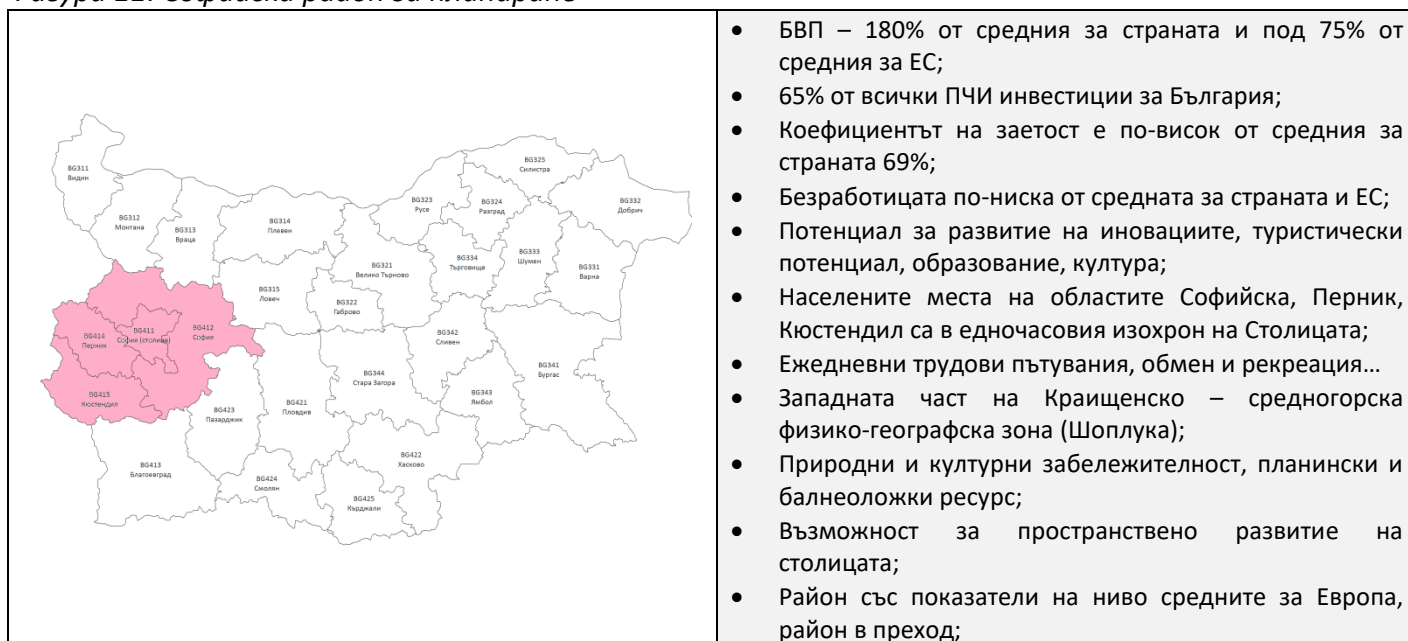 БВП – 180% от средния за страната и под 75% от
средния за ЕС;
65% от всички ПЧИ инвестиции за България;
Коефициентът на заетост е по-висок от средния за
страната 69%;
Безработицата по-ниска от средната за страната и ЕС;
Потенциал за развитие на иновациите, туристически
потенциал, образование, култура;
Населените места на областите Софийска, Перник,
Кюстендил са в едночасовия изохрон на Столицата;
Ежедневни трудови пътувания, обмен и рекреация…
Западната част на Краищенско – средногорска
физико-географска зона (Шоплука);
Природни и културни забележителност, планински и
балнеоложки ресурс;
Възможност за пространствено развитие на
столицата;
Район със показатели на ниво средните за Европа,
район в преход;
BG311
Видин
BG312
Монтана
BG313
Враца
BG314
Плевен
BG323
Русе
BG324
Разград
BG325
Силистра
BG332
Добрич
BG321
Велико Търново
BG334
Търговище
BG333
Шумен
BG331
Варна
BG315
Ловеч
BG322
Габрово
BG414
Перник
BG411
София (столица)
BG412
София
BG342
Сливен
BG341
Бургас
BG344
Стара Загора
BG343
Ямбол
BG415
Кюстендил
BG423
Пазарджик
BG421
Пловдив
BG422
Хасково
BG413
Благоевград
BG424
Смолян
BG425
Кърджали